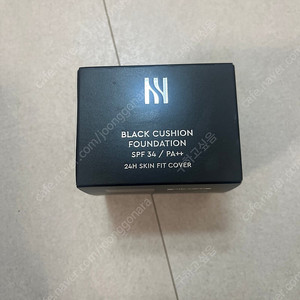 BLACK CUSHION
FOUNDATION
SPF 34 / PA++
24H SKIN FIT COVER